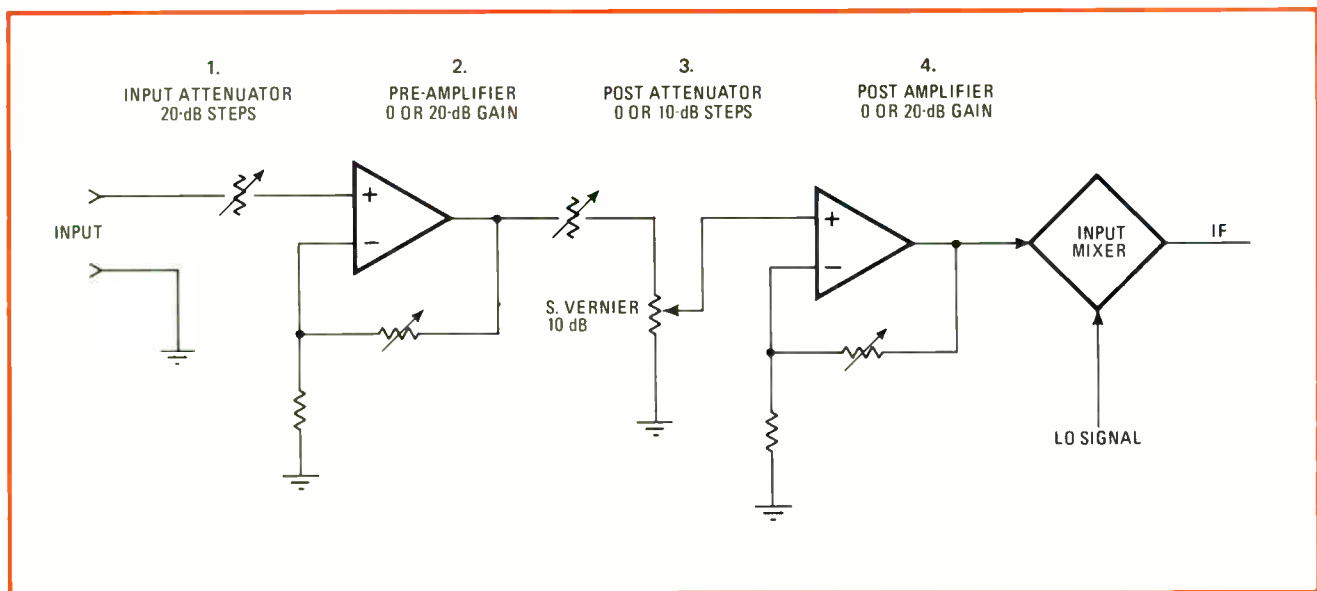 1.
INPUT ATTENUATOR
20-dB STEPS
2.
PRE-AMPLIFIER
0 OR 20-dB GAIN
3.
POST ATTENUATOR
0 OR 10-dB STEPS
4.
POST AMPLIFIER
0 OR 20-dB GAIN
INPUT
+
−
S. VERNIER
10 dB
+
−
INPUT
MIXER
IF
LO SIGNAL